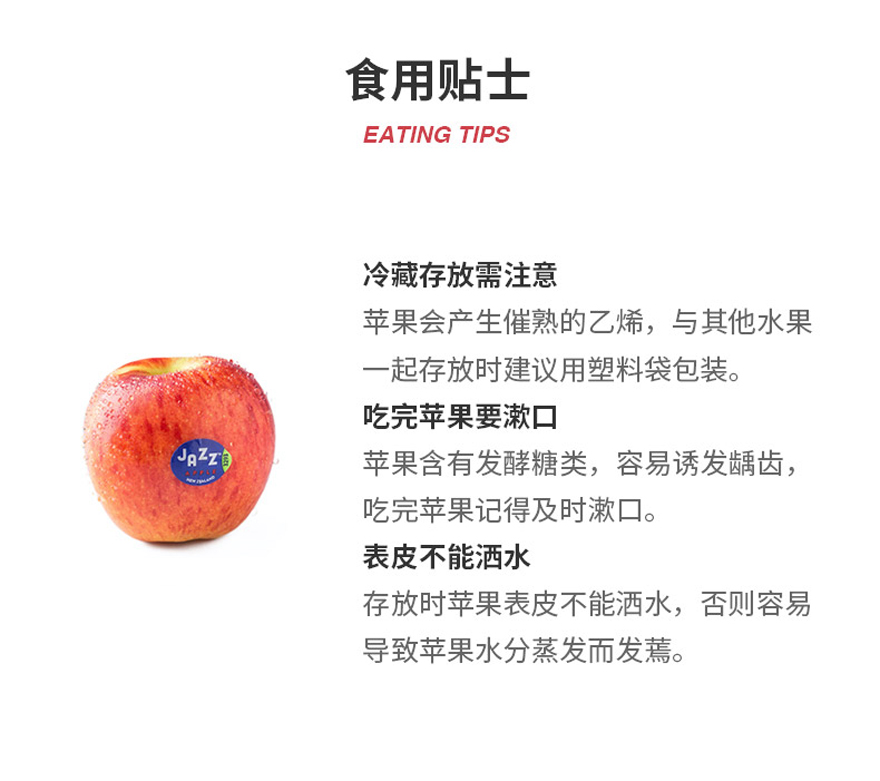 食用贴士
EATING TIPS
冷藏存放需注意
苹果会产生催熟的乙烯，与其他水果
一起存放时建议用塑料袋包装。
吃完苹果要漱口
苹果含有发酵糖类，容易诱发龋齿，
吃完苹果记得及时漱口。
表皮不能洒水
存放时苹果表皮不能洒水，否则容易
导致苹果水分蒸发而发蔫。
JAZZ™
APPLE
NEW ZEALAND